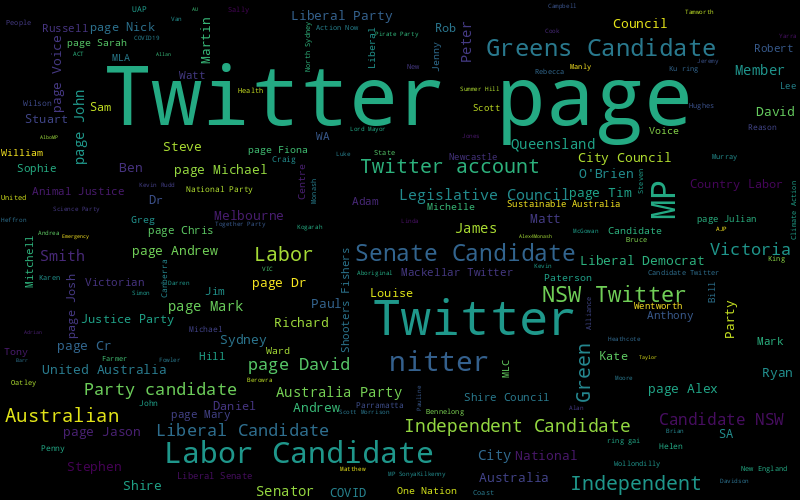 UAP
Van
AU
Sally
Campbell
Tamworth
People
Russell
page Nick
Liberal Party
Action Now
Pirate Party
Rob
Peter
Cook
Council
page Sarah
COVID19
Martin
North Sydney
Liberal
Jenny
Greens Candidate
Robert
page Voice
ACT
MLA
Allan
Watt
New
Rebecca
Manly
Ku ring
Jeremy
Member
Twitter page
Health
Summer Hill
Lee
Wilson
Sam
Scott
Hughes
David
Stuart
page John
Lord Mayor
Voice
Reason
AlboMP
Steve
WA
Jones
Queensland
William
page Fiona
Craig
Luke
State
Newcastle
City Council
Murray
Sophie
Ben
page Michael
Twitter account
O'Brien
Steven
United
Animal Justice
Kevin Rudd
National Party
Centre
Monash
Legislative Council
page Tim
MP
Country Labor
Climate Action
Dr
Adam
Michelle
Sustainable Australia
Science Party
Melbourne
Linda
Matt
page Julian
Heffron
Greg
Together Party
Kogarah
James
McGowan
Candidate
AJP
Andrea
Emergency
page Chris
Alex4Monash
Bruce
Mitchell
Smith
page Andrew
Labor
Senate Candidate
Victoria
Liberal Democrat
King
Karen
Canberra
VIC
Shooters Fishers
Aboriginal
Mackellar Twitter
Kevin
Candidate Twitter
Victorian
Darren
page Dr
Paterson
Bill
page Josh
Simon
Jim
Louise
NSW Twitter
page Mark
Paul
Twitter
Wentworth
Anthony
Party
Justice Party
Richard
Alliance
Michael
Sydney
Heathcote
Mark
page Cr
Tony
Barr
Farmer
Fowler
Hill
Ward
nitter
MLC
Green
Kate
Taylor
United Australia
page David
Ryan
Oatley
Berowra
Moore
Party candidate
Australia Party
Pauline
Shire Council
page Alex
John
Daniel
Andrew
Parramatta
Scott Morrison
Bennelong
Alan
Australian
page Mary
Candidate NSW
page Jason
Liberal Candidate
Independent Candidate
Brian
SA
ring gai
Helen
Penny
Labor Candidate
City
National
Wollondilly
Stephen
Matthew
MP SonyaKilkenny
New England
Liberal Senate
Australia
Davidson
Shire
Senator
COVID
One Nation
Coast
Independent